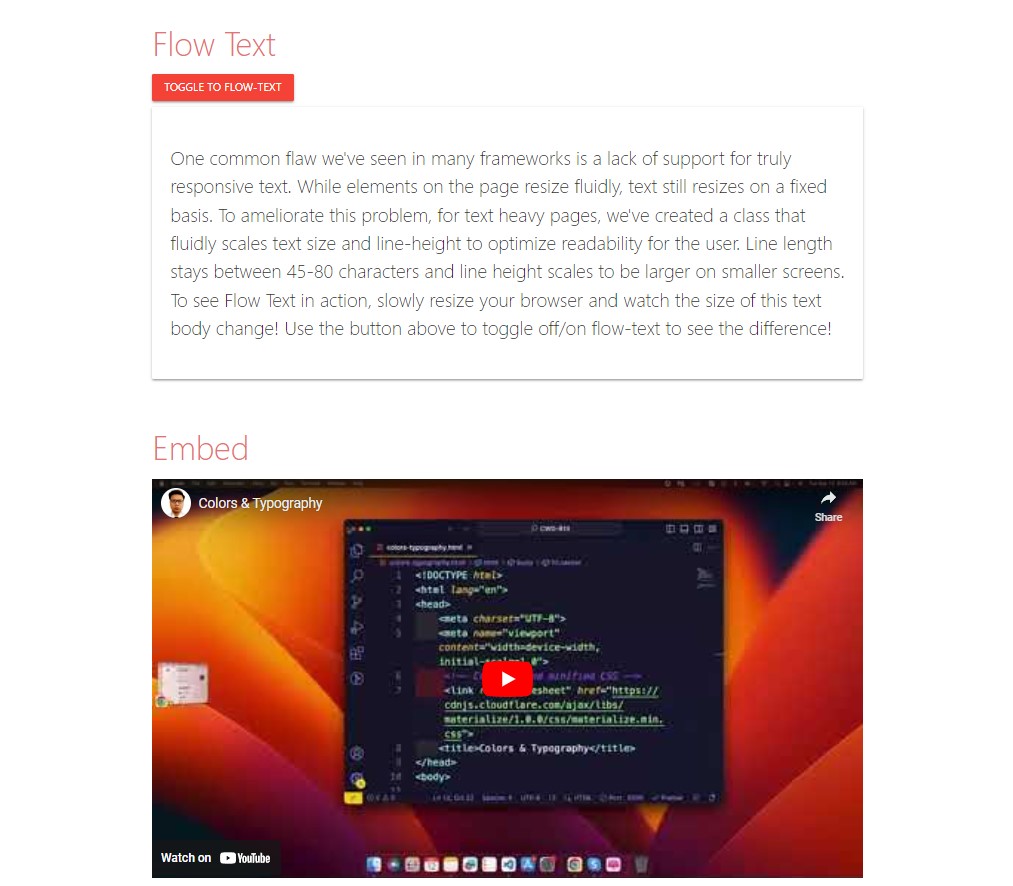 Flow Text
TOGGLE TO FLOW-TEXT
One common flaw we've seen in many frameworks is a lack of support for truly
responsive text. While elements on the page resize fluidly, text still resizes on a fixed
basis. To ameliorate this problem, for text heavy pages, we've created a class that
fluidly scales text size and line-height to optimize readability for the user. Line length
stays between 45-80 characters and line height scales to be larger on smaller screens.
To see Flow Text in action, slowly resize your browser and watch the size of this text
body change! Use the button above to toggle off/on flow-text to see the difference!
Embed
Colors & Typography
Share
CWD-813
colors-typography.html
1 <!DOCTYPE html>
2 <html lang="en">
3 <head>
4 <meta charset="UTF-8">
5 <meta name="viewport"
content="width=device-width,
6
7 <link href="https://
cdnjs.cloudflare.com/ajax/libs/
materialize/1.0.0/css/materialize.min.
css">
8 <title>Colors & Typography</title>
9 </head>
10 <body>
Watch on YouTube